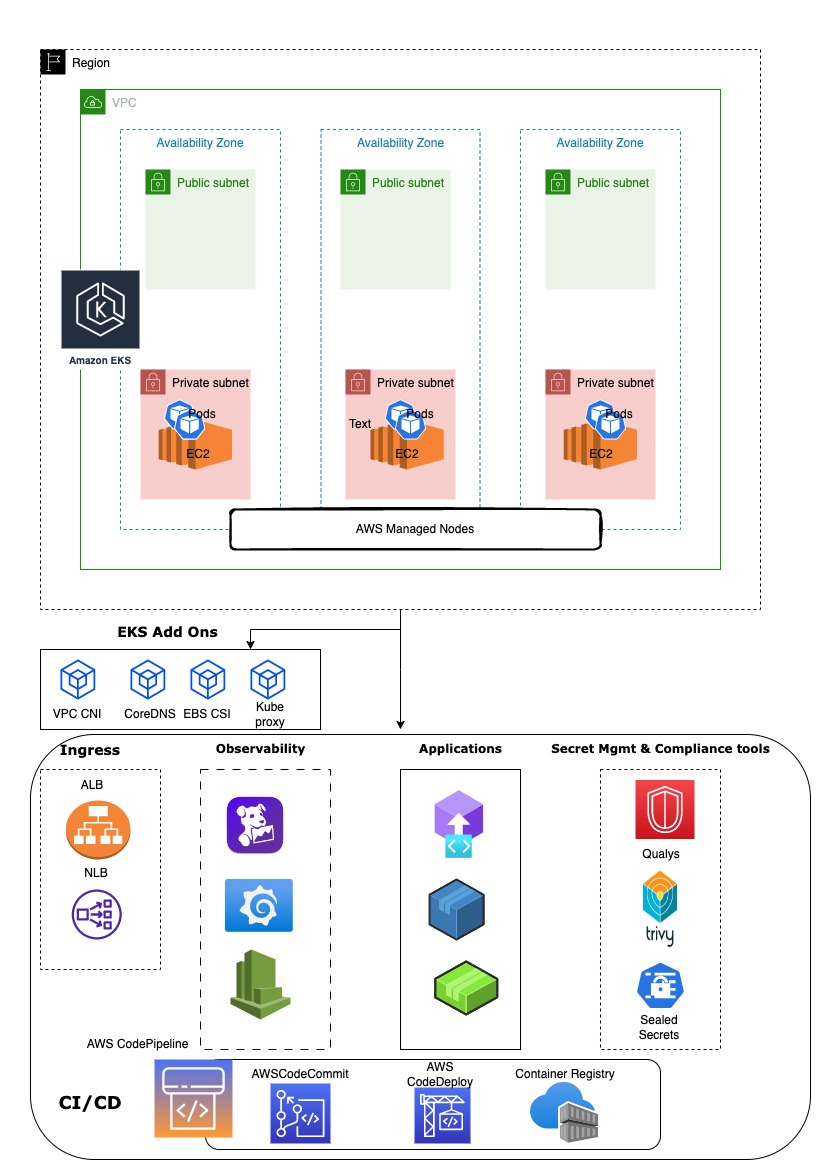 Region
VPC
Availability Zone
Availability Zone
Availability Zone
Public subnet
Public subnet
Public subnet
K
Amazon EKS
Private subnet
Private subnet
Private subnet
Pods
Pods
Pods
Text
EC2
EC2
EC2
AWS Managed Nodes
EKS Add Ons
VPC CNI
CoreDNS
EBS CSI
Kube
proxy
Ingress
Observability
Applications
Secret Mgmt & Compliance tools
ALB
NLB
Qualys
trivy
Sealed
Secrets
AWS CodePipeline
CI/CD
AWSCodeCommit
AWS
CodeDeploy
Container Registry